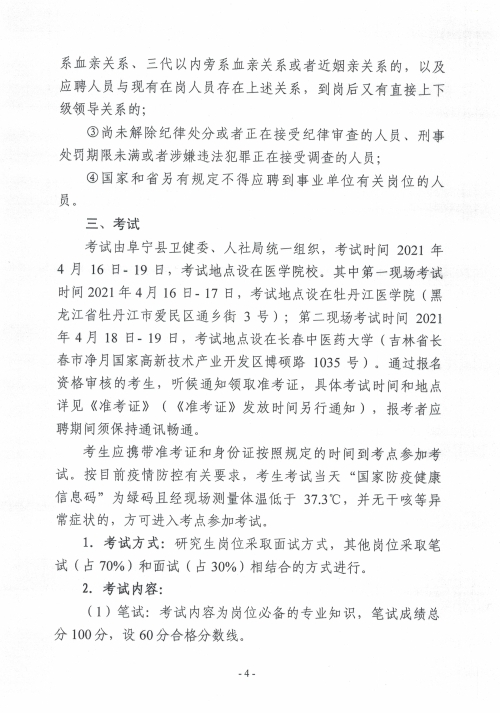 系血亲关系、三代以内旁系血亲关系或者近姻亲关系的，以及
应聘人员与现有在岗人员存在上述关系，到岗后又有直接上下
级领导关系的；
③尚未解除纪律处分或者正在接受纪律审查的人员、刑事
处罚期限未满或者涉嫌违法犯罪正在接受调查的人员；
④国家和省另有规定不得应聘到事业单位有关岗位的人
员。
三、考试
考试由阜宁县卫健委、人社局统一组织，考试时间 2021 年
4 月 16 日- 19 日，考试地点设在医学院校。其中第一现场考试
时间 2021 年 4 月 16 日- 17 日，考试地点设在牡丹江医学院（黑
龙江省牡丹江市爱民区通乡街 3 号）；第二现场考试时间 2021
年 4 月 18 日- 19 日，考试地点设在长春中医药大学（吉林省长
春市净月国家高新技术产业开发区博硕路 1035 号）。通过报名
资格审核的考生，听侯通知领取准考证，具体考试时间和地点
详见《准考证》（《准考证》发放时间另行通知），报考者应
聘期间须保持通讯畅通。
考生应携带准考证和身份证按照规定的时间到考点参加考
试。按目前疫情防控有关要求，考生考试当天“国家防疫健康
信息码”为绿码且经现场测量体温低于 37.3℃，并无干咳等异
常症状的，方可进入考点参加考试。
1. 考试方式：研究生岗位采取面试方式，其他岗位采取笔
试（占 70%）和面试（占 30%）相结合的方式进行。
2. 考试内容：
（1）笔试：考试内容为岗位必备的专业知识，笔试成绩总
分 100 分，设 60 分合格分数线。
- 4 -